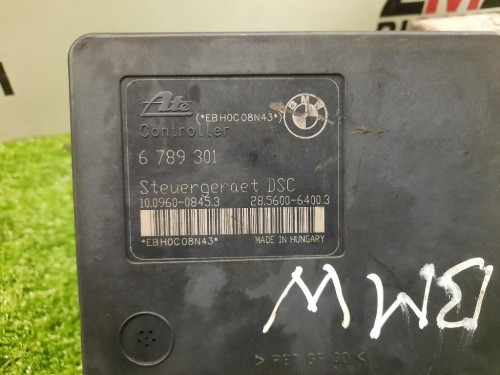 Ate (*EBH0C08N43*) BMW
Controller
6 789 301
Steuergeraet DSC
10.0960-0845.3 28.5600-6400.3
*EBH0C08N43* MADE IN HUNGARY
BMW